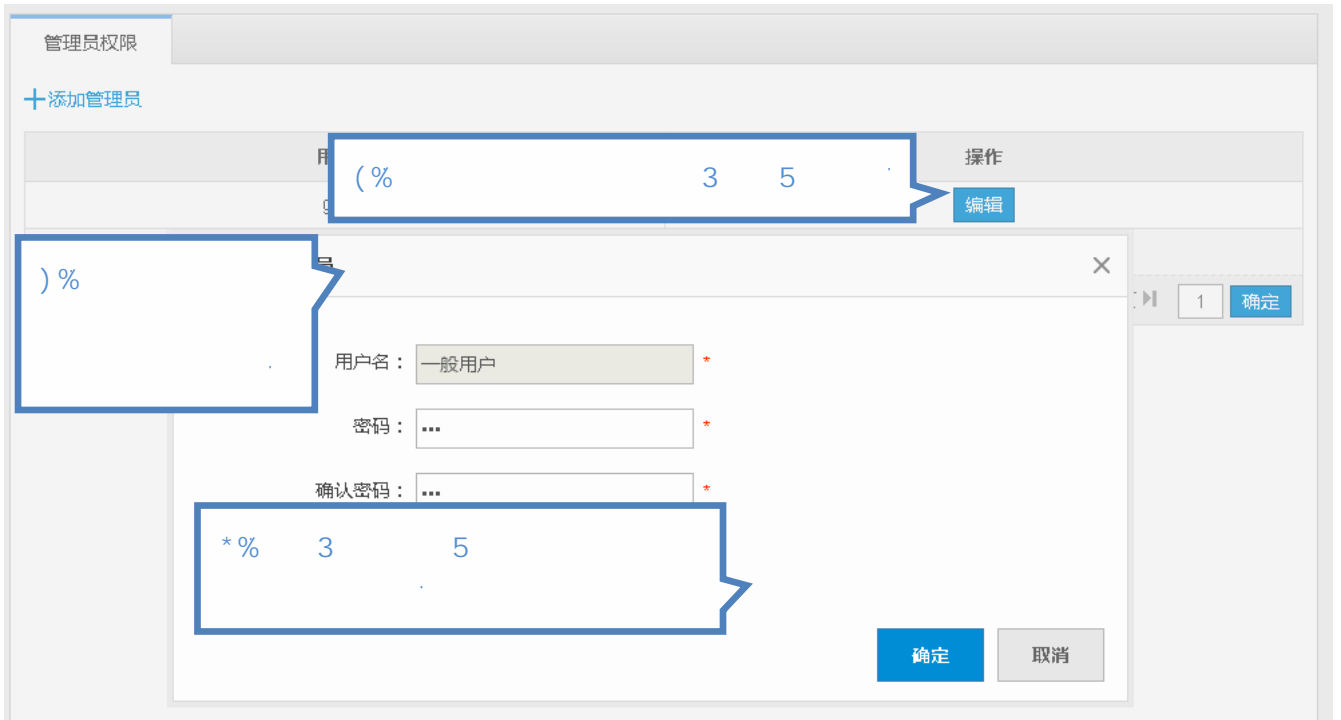 管理员权限
添加管理员
操作
(% 3 5
编辑
)%
1 确定
用户名： 一般用户 *
密码： ••• *
确认密码： ••• *
*% 3 5
确定 取消